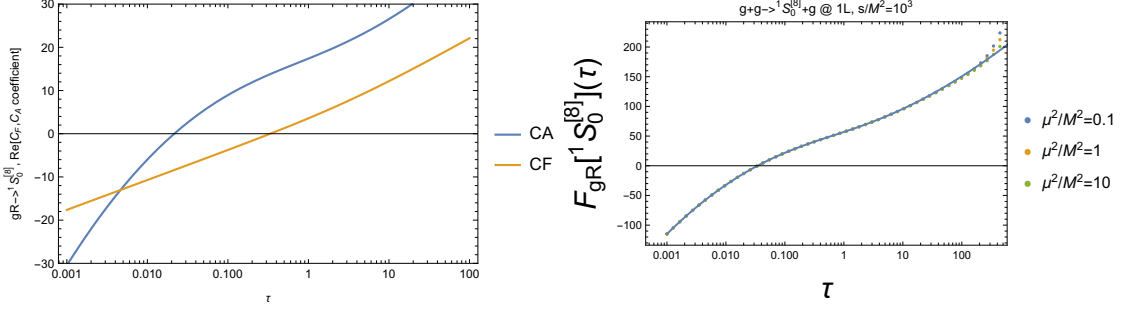 gR->¹S₀^[8], Re[C_F,C_A coefficient]
30
20
10
0
-10
-20
-30
0.001 0.010 0.100 1 10 100
τ
CA
CF
g+g->¹S₀^[8]+g @ 1L, s/M²=10³
F_gR[¹S₀^[8]](τ)
200
150
100
50
0
-50
-100
0.001 0.010 0.100 1 10 100
τ
μ²/M²=0.1
μ²/M²=1
μ²/M²=10